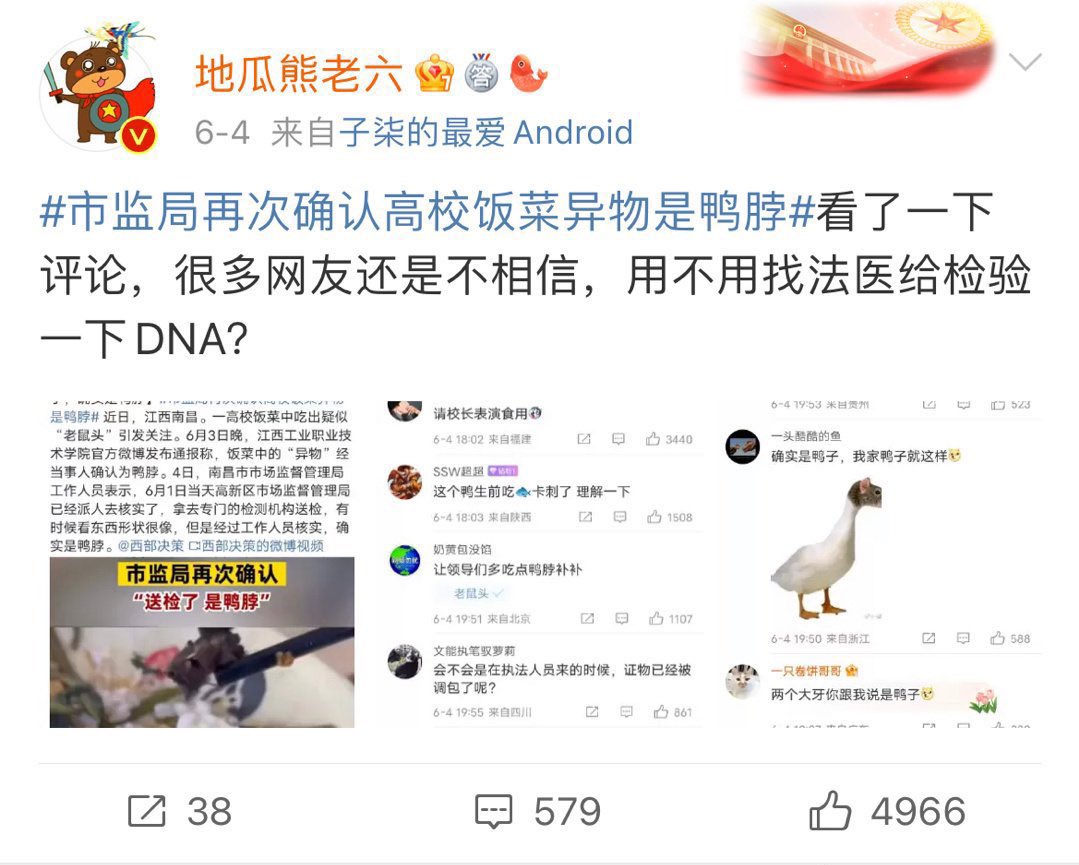 地瓜熊老六
6-4 来自子柒的最爱 Android
#市监局再次确认高校饭菜异物是鸭脖#看了一下
评论，很多网友还是不相信，用不用找法医给检验
一下DNA?
是鸭脖# 近日，江西南昌。一高校饭菜中吃出疑似
“老鼠头”引发关注。6月3日晚，江西工业职业技
术学院官方微博发布通报称，饭菜中的“异物”经
当事人确认为鸭脖。4日，南昌市市场监督管理局
工作人员表示，6月1日当天高新区市场监督管理局
已经派人去核实了，拿去专门的检测机构送检，有
时候看东西形状很像，但是经过工作人员核实，确
实是鸭脖。@西部决策 西部决策的微博视频
市监局再次确认
“送检了 是鸭脖”
请校长表演食用
6-4 18:02 来自福建 3440
SSW超超
这个鸭生前吃🐟卡刺了 理解一下
6-4 18:03 来自陕西 1508
奶黄包没馅
让领导们多吃点鸭脖补补
老鼠头
6-4 19:51 来自北京 1107
文能执笔驭萝莉
会不会是在执法人员来的时候，证物已经被
调包了呢？
6-4 19:55 来自四川 861
6-4 19:53 来自贵州 523
一头酷酷的鱼
确实是鸭子，我家鸭子就这样
6-4 19:50 来自浙江 588
一只卷饼哥哥
两个大牙你跟我说是鸭子
38 579 4966